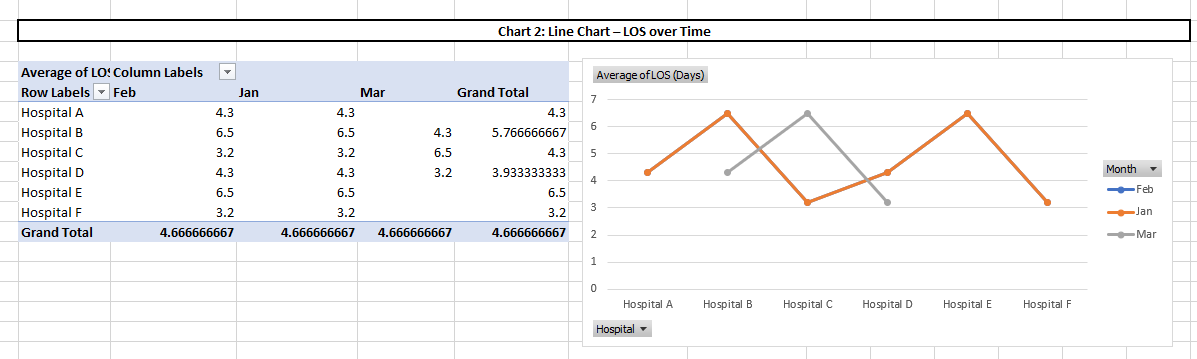 Chart 2: Line Chart – LOS over Time
Average of LOS Column Labels
Row Labels Feb Jan Mar Grand Total
Hospital A 4.3 4.3 4.3
Hospital B 6.5 6.5 4.3 5.766666667
Hospital C 3.2 3.2 6.5 4.3
Hospital D 4.3 4.3 3.2 3.933333333
Hospital E 6.5 6.5 6.5
Hospital F 3.2 3.2 3.2
Grand Total 4.666666667 4.666666667 4.666666667 4.666666667
Average of LOS (Days)
7
6
5
4
3
2
1
0
Hospital A Hospital B Hospital C Hospital D Hospital E Hospital F
Hospital
Month
Feb
Jan
Mar